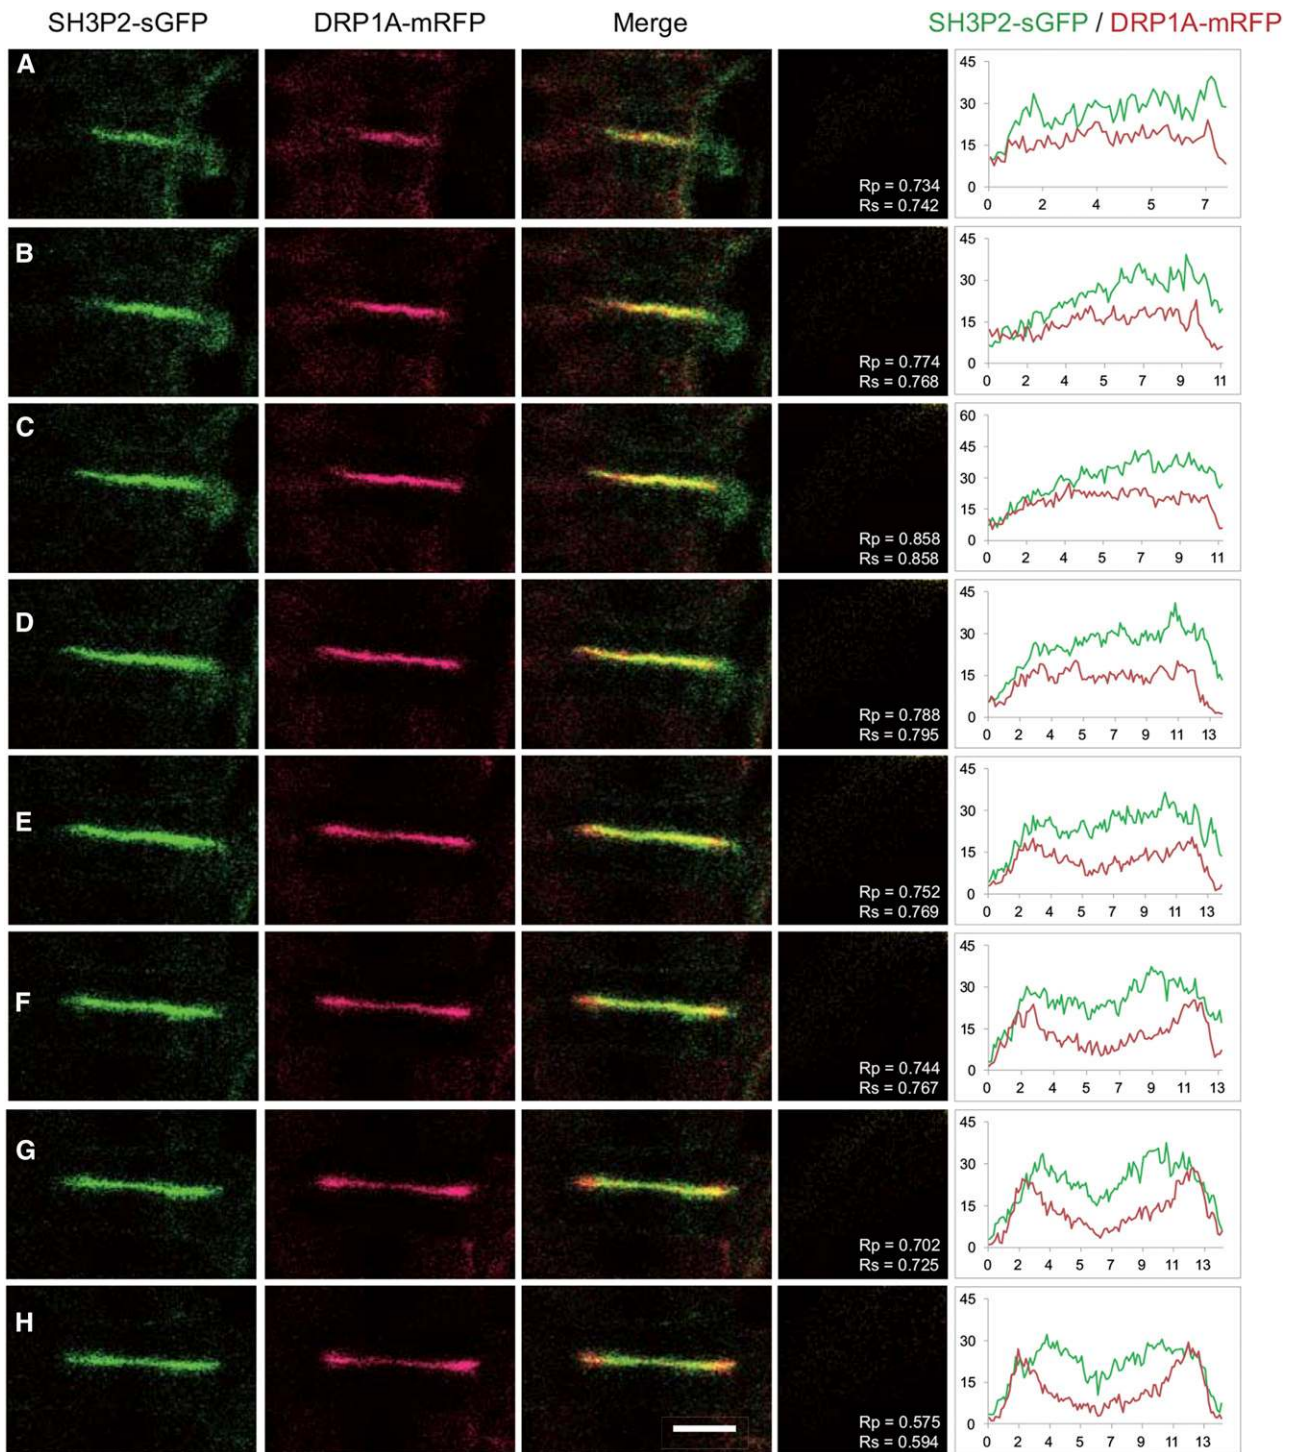 SH3P2-sGFP DRP1A-mRFP Merge SH3P2-sGFP / DRP1A-mRFP
A
Rp = 0.734
Rs = 0.742
45
30
15
0
0 2 4 5 7
B
Rp = 0.774
Rs = 0.768
45
30
15
0
0 2 4 5 7 9 11
C
Rp = 0.858
Rs = 0.858
60
45
30
15
0
0 2 4 5 7 9 11
D
Rp = 0.788
Rs = 0.795
45
30
15
0
0 2 4 5 7 9 11 13
E
Rp = 0.752
Rs = 0.769
45
30
15
0
0 2 4 5 7 9 11 13
F
Rp = 0.744
Rs = 0.767
45
30
15
0
0 2 4 5 7 9 11 13
G
Rp = 0.702
Rs = 0.725
45
30
15
0
0 2 4 5 7 9 11 13
H
Rp = 0.575
Rs = 0.594
45
30
15
0
0 2 4 5 7 9 11 13